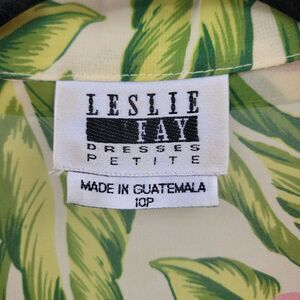 LESLIE
FAY
DRESSES
PETITE
MADE IN GUATEMALA
10P